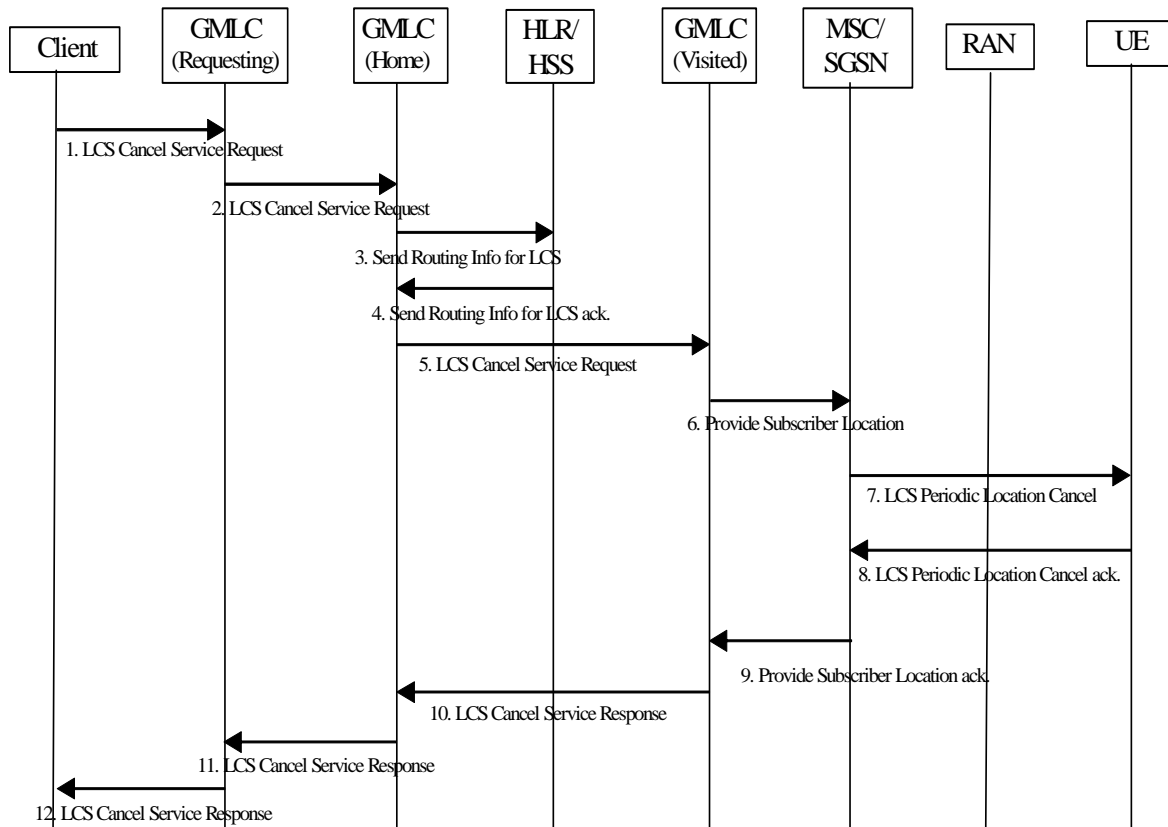 Client
GMLC
(Requesting)
GMLC
(Home)
HLR/
HSS
GMLC
(Visited)
MSC/
SGSN
RAN
UE
1. LCS Cancel Service Request
2. LCS Cancel Service Request
3. Send Routing Info for LCS
4. Send Routing Info for LCS ack.
5. LCS Cancel Service Request
6. Provide Subscriber Location
7. LCS Periodic Location Cancel
8. LCS Periodic Location Cancel ack.
9. Provide Subscriber Location ack.
10. LCS Cancel Service Response
11. LCS Cancel Service Response
12. LCS Cancel Service Response